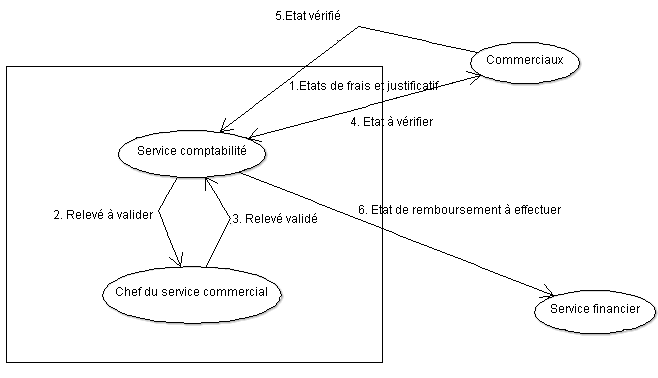 5.Etat vérifié
Commerciaux
1.Etats de frais et justificatif
4. Etat à vérifier
Service comptabilité
2. Relevé à valider
3. Relevé validé
6. Etat de remboursement à effectuer
Chef du service commercial
Service financier